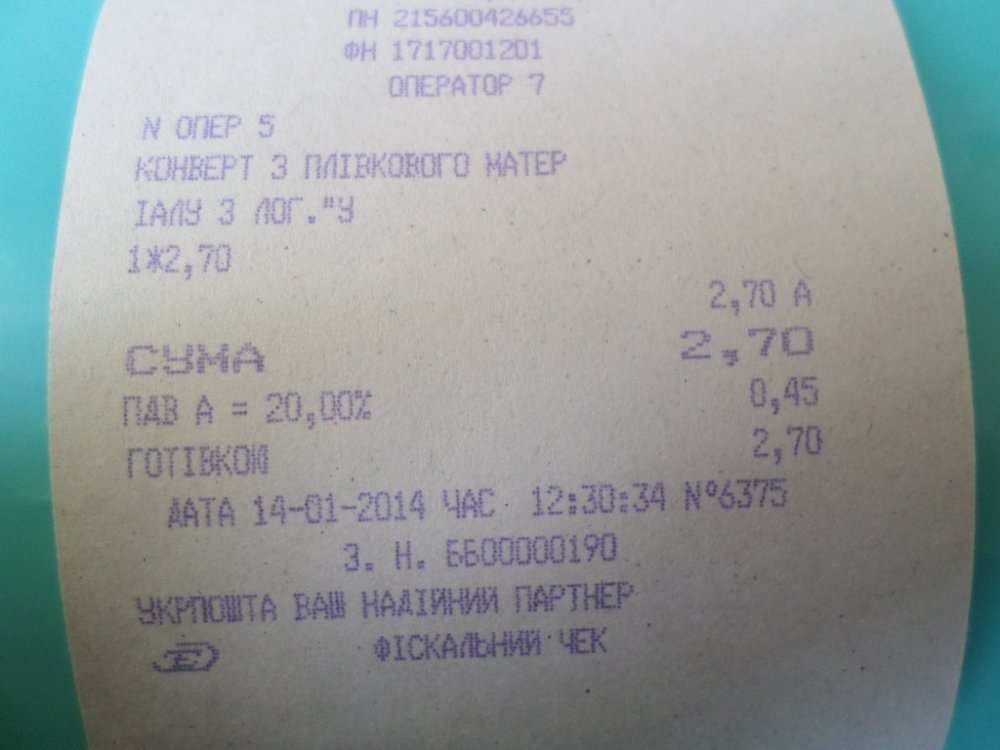 ПН 215600426655
ФН 1717001201
ОПЕРАТОР 7
N ОПЕР 5
КОНВЕРТ З ПЛІВКОВОГО МАТЕР
ІАЛУ З ЛОГ."У
1*2,70
2,70 А
СУМА 2,70
ПДВ А = 20,00% 0,45
ГОТІВКОЮ 2,70
ДАТА 14-01-2014 ЧАС 12:30:34 №6375
З. Н. ББ00000190
УКРПОШТА ВАШ НАДІЙНИЙ ПАРТНЕР
ФІСКАЛЬНИЙ ЧЕК